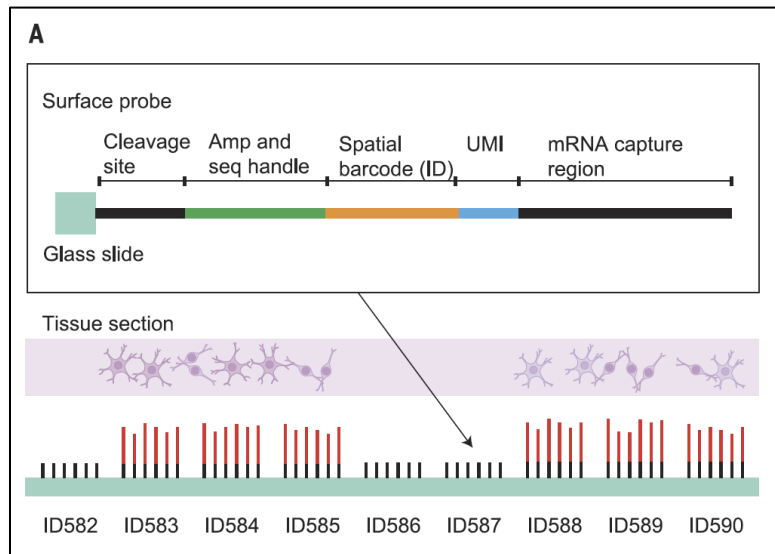 A
Surface probe
Cleavage site
Amp and seq handle
Spatial barcode (ID)
UMI
mRNA capture region
Glass slide
Tissue section
ID582 ID583 ID584 ID585 ID586 ID587 ID588 ID589 ID590